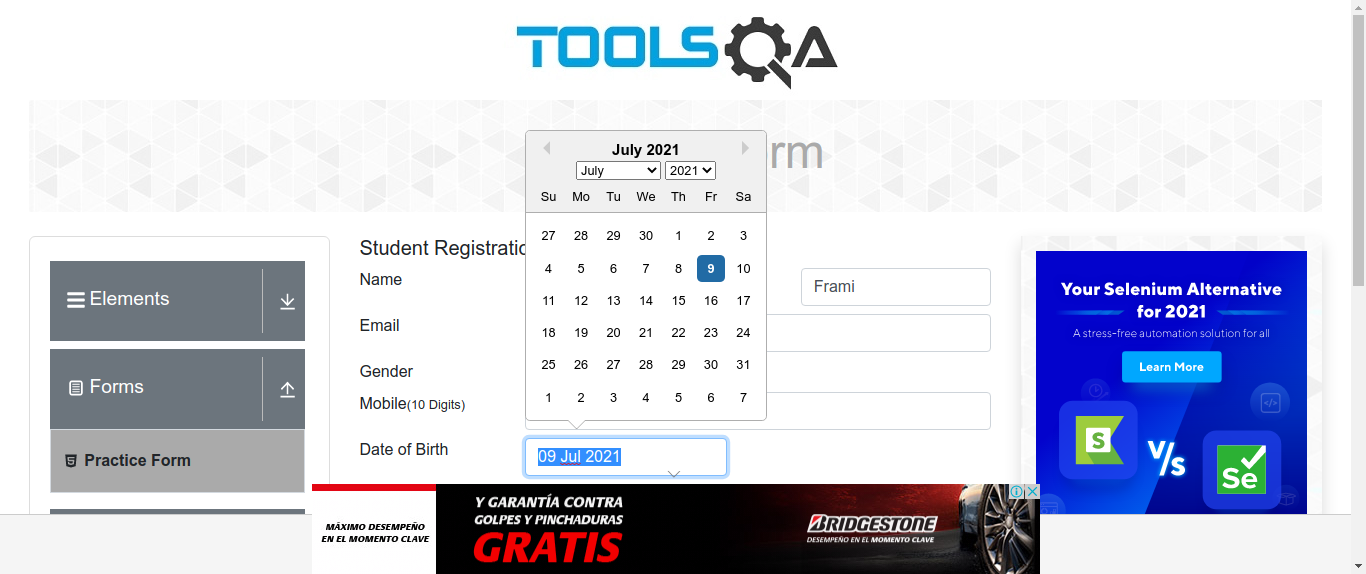 TOOLSQA
rm
July 2021
July 2021
Su Mo Tu We Th Fr Sa
27 28 29 30 1 2 3
4 5 6 7 8 9 10
11 12 13 14 15 16 17
18 19 20 21 22 23 24
25 26 27 28 29 30 31
1 2 3 4 5 6 7
Elements
Forms
Practice Form
Student Registratio
Name
Frami
Email
Gender
Mobile(10 Digits)
Date of Birth
09 Jul 2021
Your Selenium Alternative
for 2021
A stress-free automation solution for all
Learn More
S
V/s
Se
MÁXIMO DESEMPEÑO
EN EL MOMENTO CLAVE
Y GARANTÍA CONTRA
GOLPES Y PINCHADURAS
GRATIS
BRIDGESTONE
DESEMPEÑO EN EL MOMENTO CLAVE